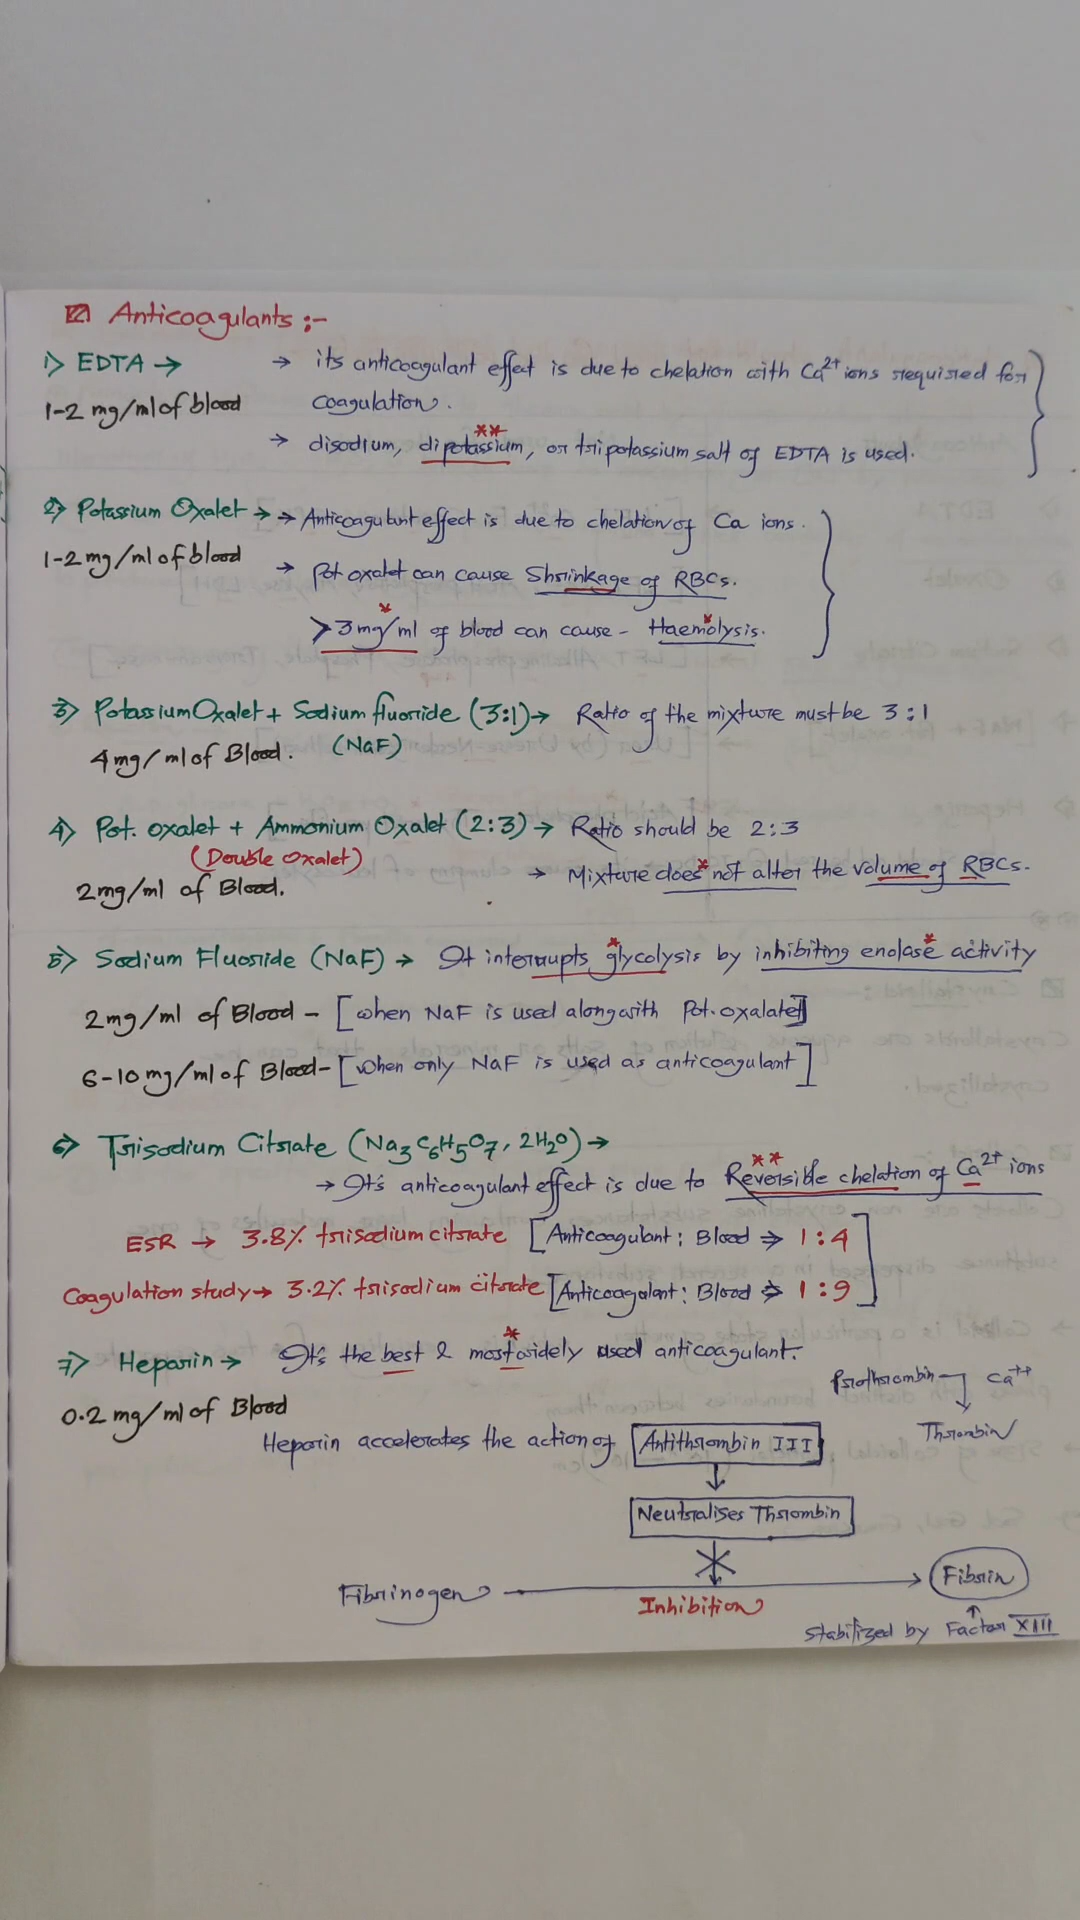 Anticoagulants :-
1) EDTA → → its anticoagulant effect is due to chelation with Ca2+ ions required for
1-2 mg/ml of blood coagulation.
→ disodium, dipotassium, or tripotassium salt of EDTA is used.
**
2) Potassium Oxalet → → Anticoagulant effect is due to chelation of Ca ions.
1-2 mg/ml of blood → Pot oxalet can cause Shrinkage of RBCs.
>3 mg/ml of blood can cause - Haemolysis.
3) Potassium Oxalet + Sodium fluoride (3:1) → Ratio of the mixture must be 3:1
(NaF)
4 mg/ml of Blood.
4) Pot. oxalet + Ammonium Oxalet (2:3) → Ratio should be 2:3
(Double Oxalet)
2mg/ml of Blood. → Mixture does not alter the volume of RBCs.
5) Sodium Fluoride (NaF) → It interrupts glycolysis by inhibiting enolase activity
2mg/ml of Blood - [when NaF is used alongwith Pot. oxalate]
6-10 mg/ml of Blood - [when only NaF is used as anticoagulant]
6) Trisodium Citrate (Na3C6H5O7, 2H2O) →
→ It's anticoagulant effect is due to Reversible chelation of Ca2+ ions
ESR → 3.8% trisodium citrate [Anticoagulant : Blood ⇒ 1:4
Coagulation study → 3.2% trisodium citrate [Anticoagulant : Blood ⇒ 1:9]
7) Heparin → It's the best & most widely used anticoagulant.
0.2 mg/ml of Blood
Prothrombin Ca++
Thrombin
Heparin accelerates the action of Antithrombin III
Neutralises Thrombin
Fibrinogen → Fibrin
Inhibition
Stabilized by Factor XIII